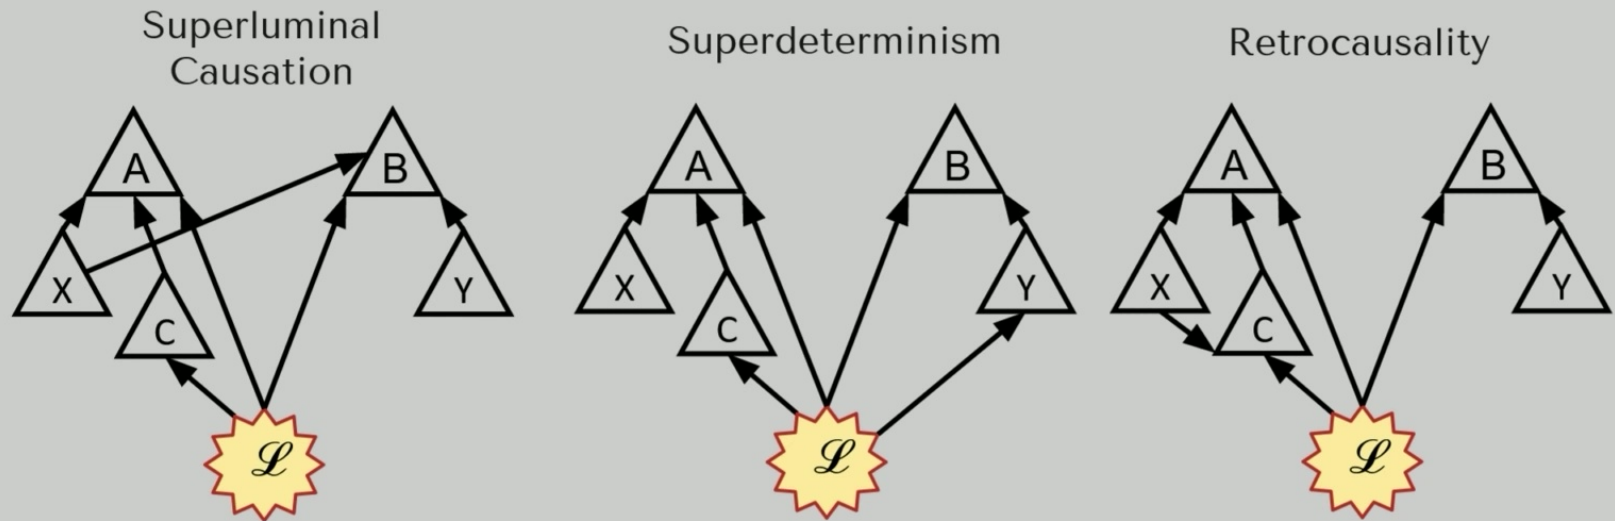 Superluminal
Causation
A
B
X
C
Y
ℒ
Superdeterminism
A
B
X
C
Y
ℒ
Retrocausality
A
B
X
C
Y
ℒ